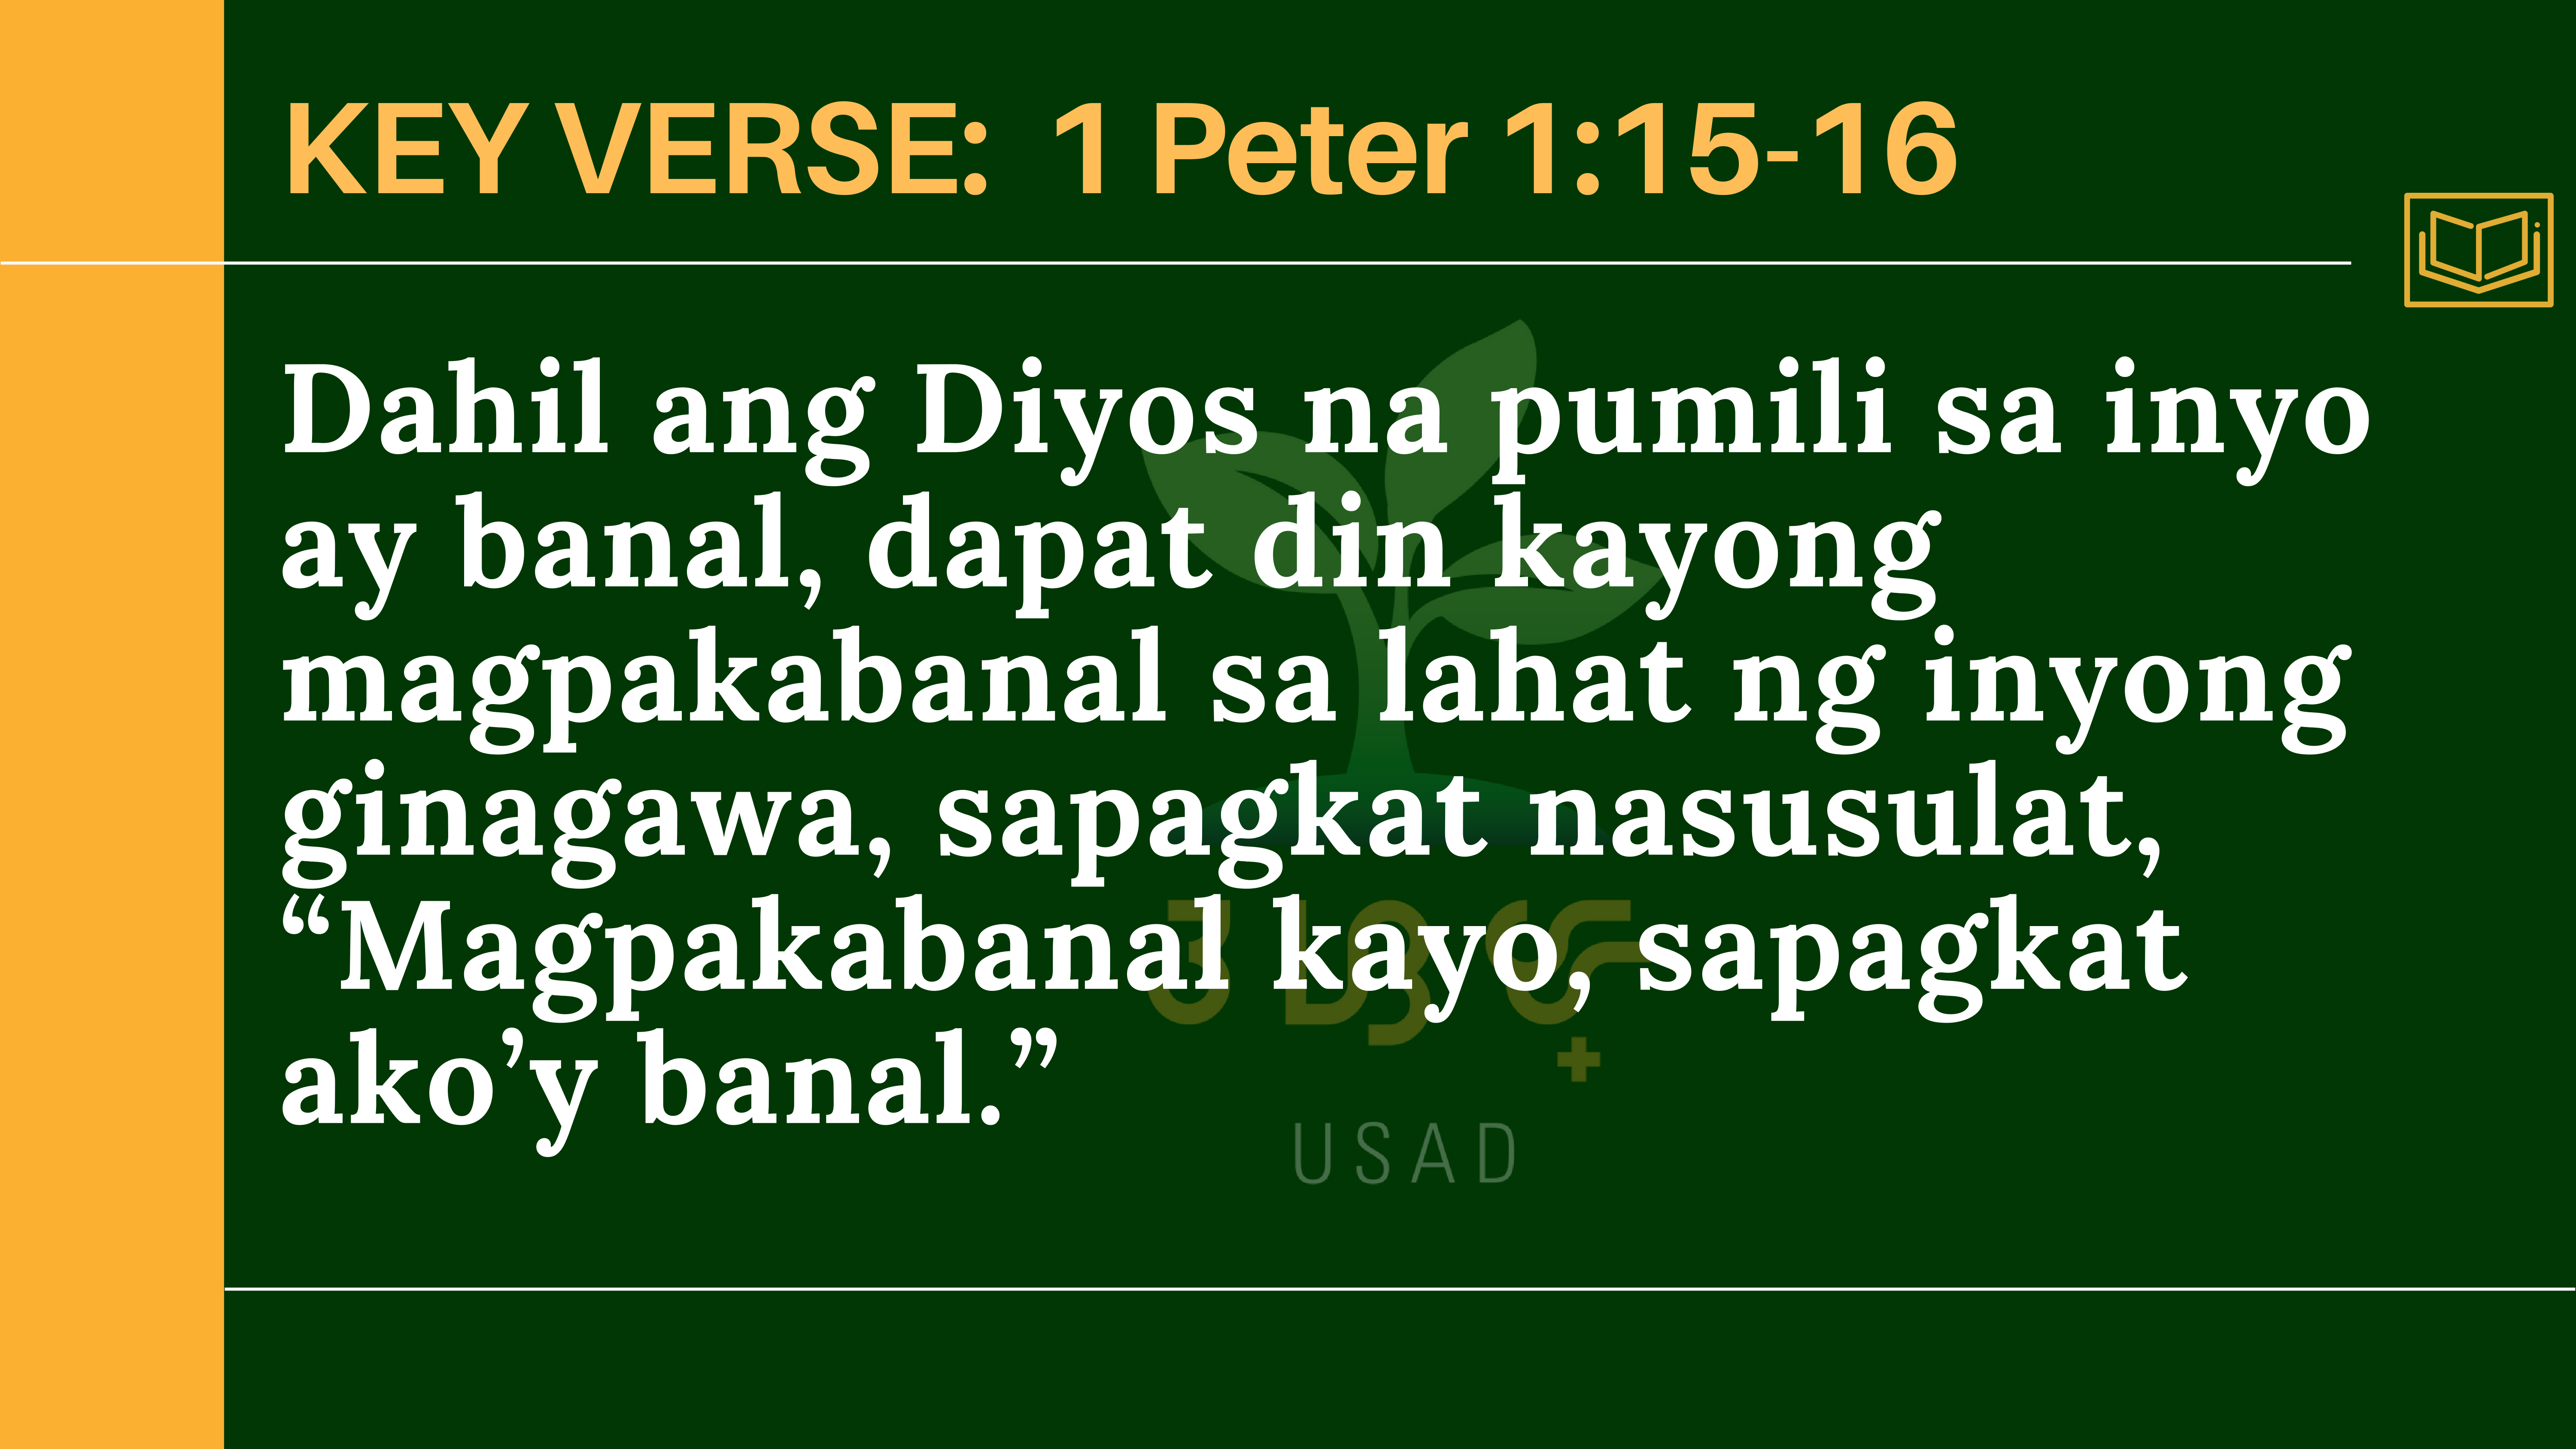 KEY VERSE: 1 Peter 1:15-16
Dahil ang Diyos na pumili sa inyo
ay banal, dapat din kayong
magpakabanal sa lahat ng inyong
ginagawa, sapagkat nasusulat,
“Magpakabanal kayo, sapagkat
ako’y banal.”
USAD